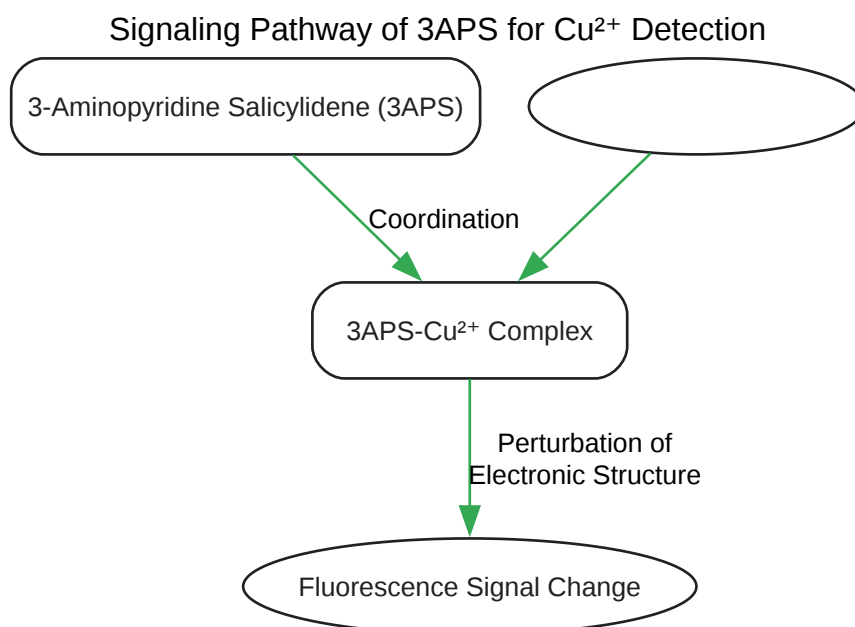 Signaling Pathway of 3APS for Cu²⁺ Detection
3-Aminopyridine Salicylidene (3APS)
Coordination
3APS-Cu²⁺ Complex
Perturbation of
Electronic Structure
Fluorescence Signal Change